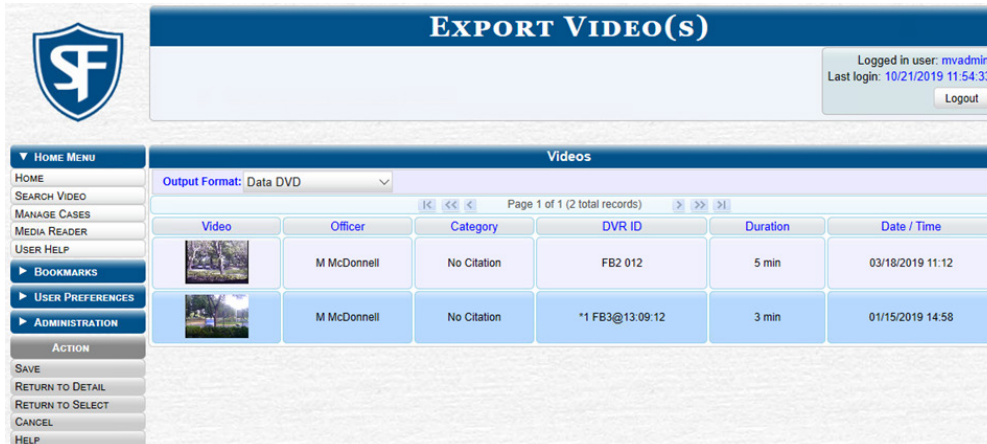 EXPORT VIDEO(S)
SF
Logged in user: mvadmin
Last login: 10/21/2019 11:54:33
Logout
▼ HOME MENU
HOME
SEARCH VIDEO
MANAGE CASES
MEDIA READER
USER HELP
▶ BOOKMARKS
▶ USER PREFERENCES
▶ ADMINISTRATION
ACTION
SAVE
RETURN TO DETAIL
RETURN TO SELECT
CANCEL
HELP
Videos
Output Format: Data DVD
|< << < Page 1 of 1 (2 total records) > >> >|
Video Officer Category DVR ID Duration Date / Time
M McDonnell No Citation FB2 012 5 min 03/18/2019 11:12
M McDonnell No Citation *1 FB3@13:09:12 3 min 01/15/2019 14:58